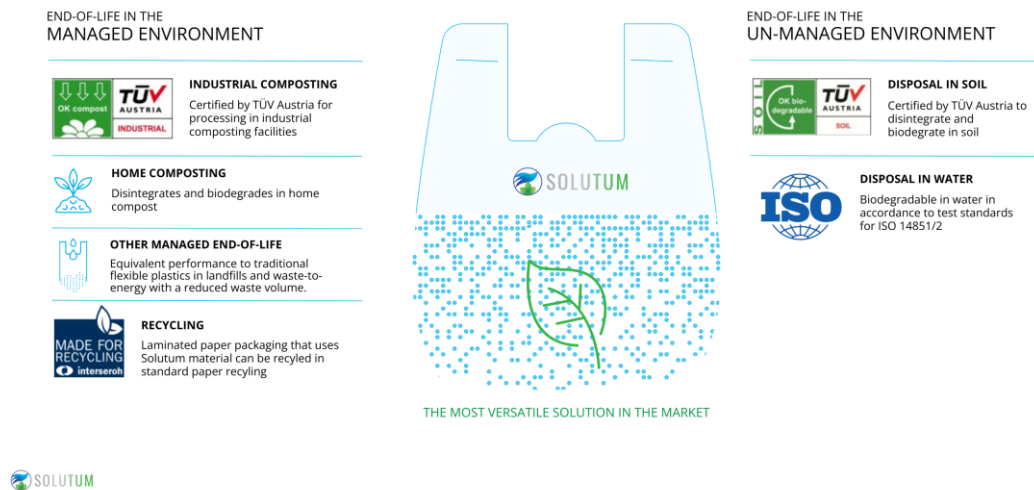 END-OF-LIFE IN THE
MANAGED ENVIRONMENT
OK compost
TÜV
AUSTRIA
INDUSTRIAL
INDUSTRIAL COMPOSTING
Certified by TÜV Austria for
processing in industrial
composting facilities
HOME COMPOSTING
Disintegrates and biodegrades in home
compost
OTHER MANAGED END-OF-LIFE
Equivalent performance to traditional
flexible plastics in landfills and waste-to-
energy with a reduced waste volume.
MADE FOR
RECYCLING
interseroh
RECYCLING
Laminated paper packaging that uses
Solutum material can be recyled in
standard paper recyling
SOLUTUM
THE MOST VERSATILE SOLUTION IN THE MARKET
END-OF-LIFE IN THE
UN-MANAGED ENVIRONMENT
SOIL
OK bio-
degradable
TÜV
AUSTRIA
SOIL
DISPOSAL IN SOIL
Certified by TÜV Austria to
disintegrate and
biodegrate in soil
ISO
DISPOSAL IN WATER
Biodegradable in water in
accordance to test standards
for ISO 14851/2
SOLUTUM